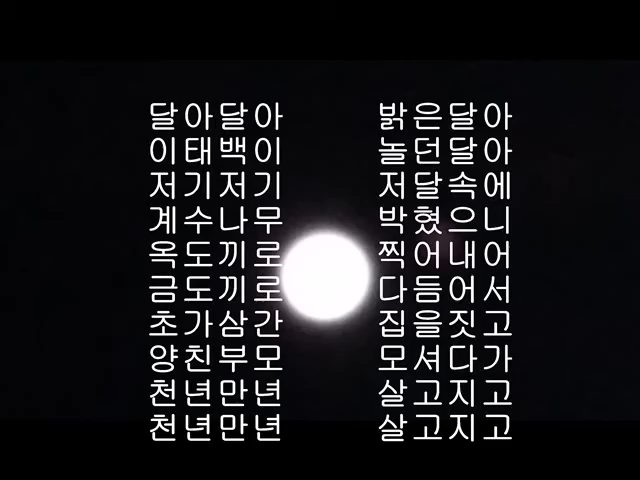 달아달아 밝은달아
이태백이 놀던달아
저기저기 저달속에
계수나무 박혔으니
옥도끼로 찍어내어
금도끼로 다듬어서
초가삼간 집을짓고
양친부모 모셔다가
천년만년 살고지고
천년만년 살고지고